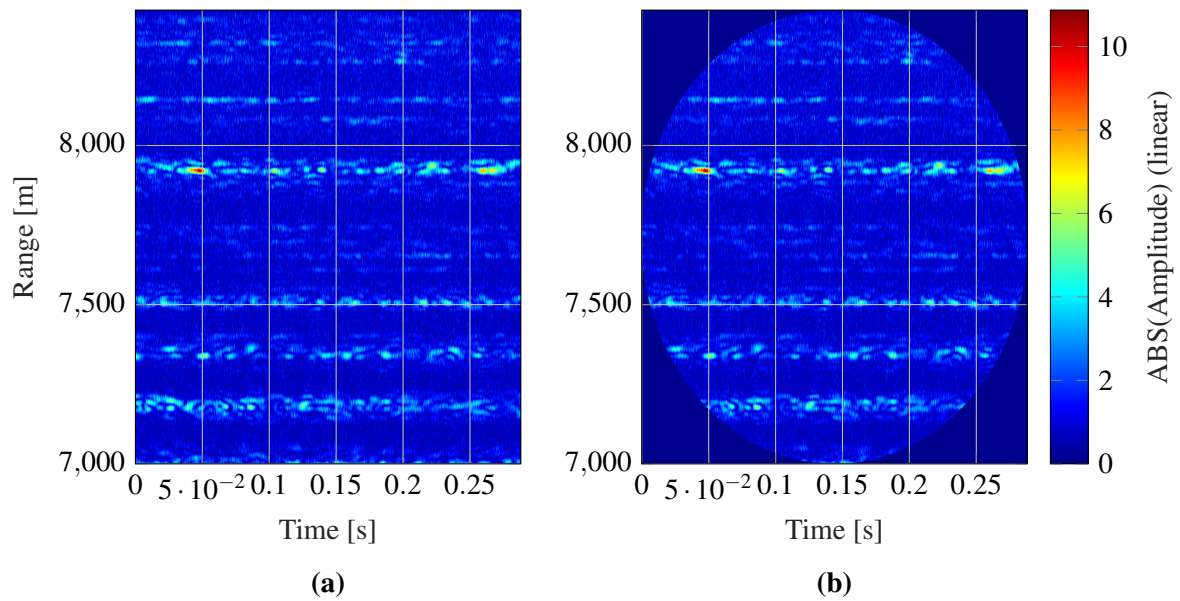 8,000
7,500
7,000
Range [m]
0
5 · 10⁻²
0.1
0.15
0.2
0.25
Time [s]
(a)
8,000
7,500
7,000
0
5 · 10⁻²
0.1
0.15
0.2
0.25
Time [s]
(b)
10
8
6
4
2
0
ABS(Amplitude) (linear)